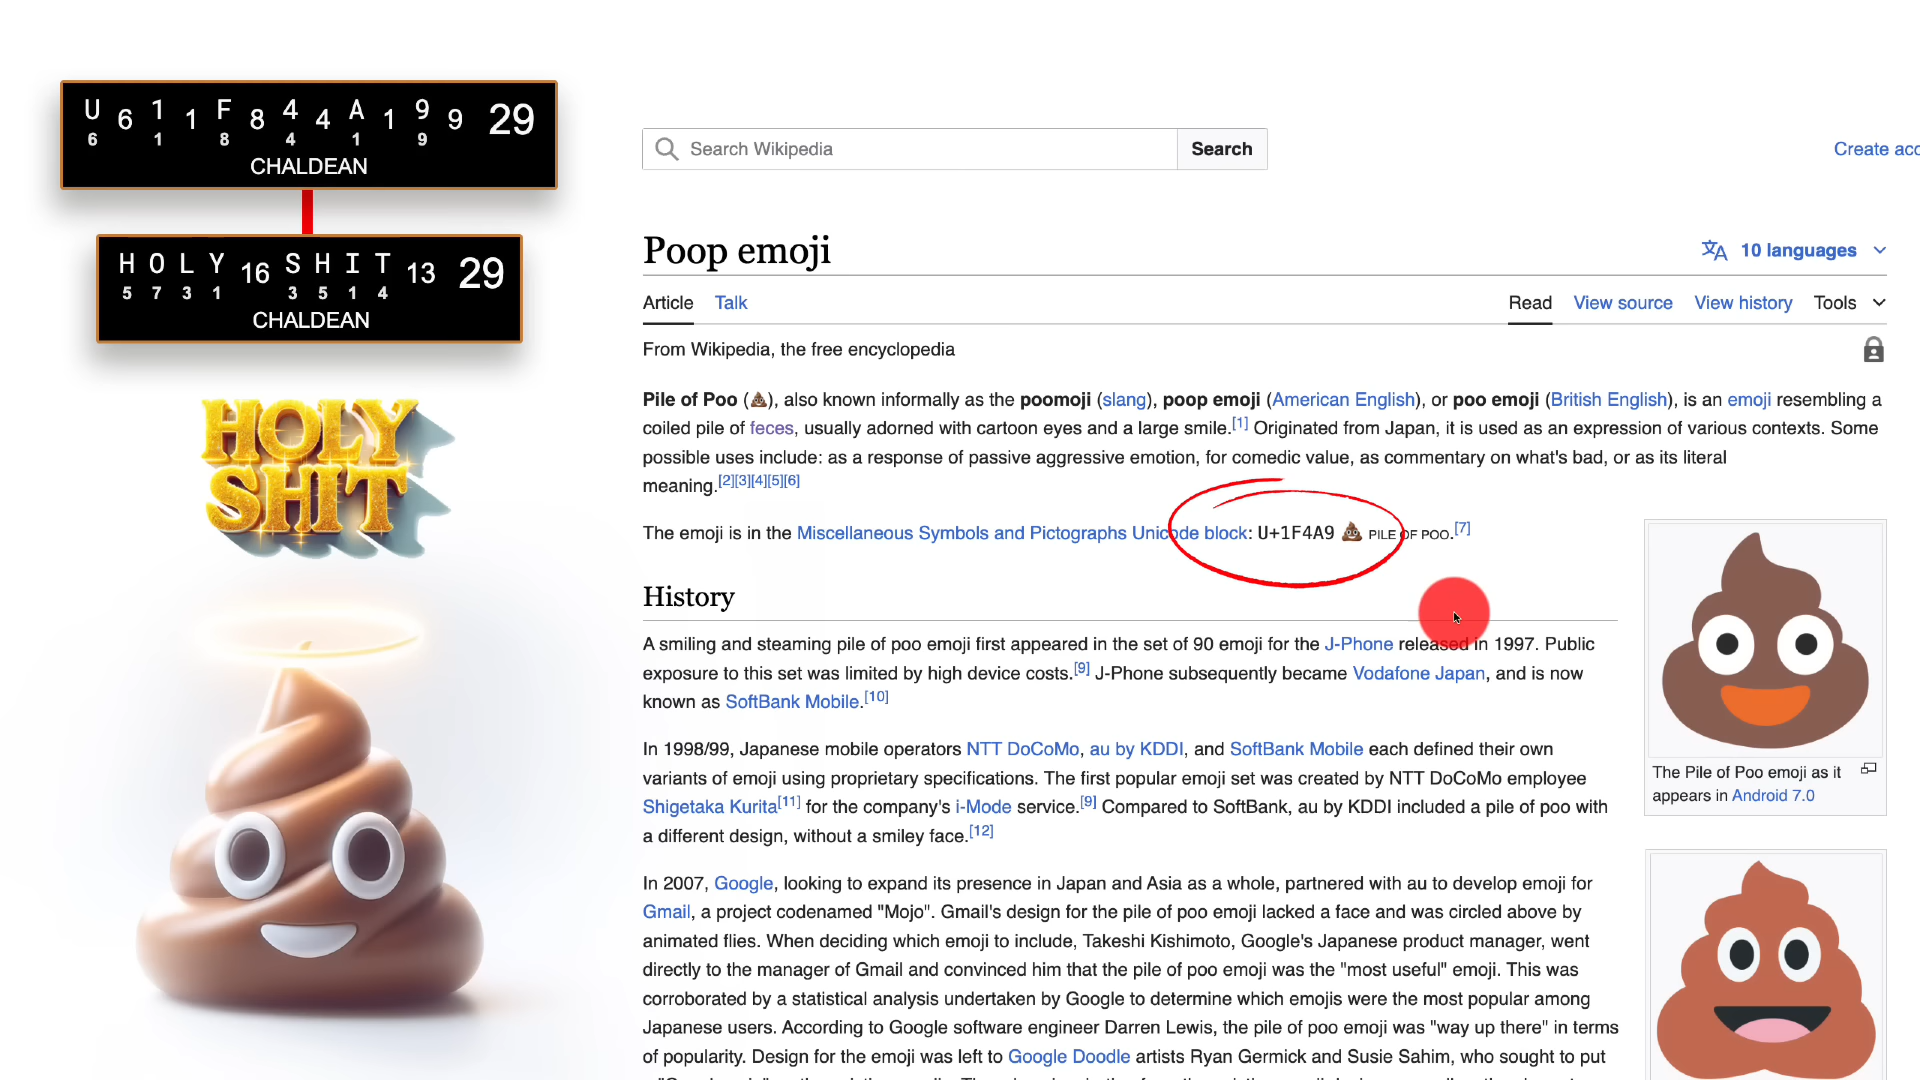 U 6 1 1 F 8 4 4 A 1 9 9 29
6 1 8 4 1 9
CHALDEAN
H O L Y 16 S H I T 13 29
5 7 3 1 3 5 1 4
CHALDEAN
HOLY
SHIT
Search Wikipedia
Search
Create acc
Poop emoji
10 languages
Article Talk
Read View source View history Tools
From Wikipedia, the free encyclopedia
Pile of Poo (💩), also known informally as the poomoji (slang), poop emoji (American English), or poo emoji (British English), is an emoji resembling a
coiled pile of feces, usually adorned with cartoon eyes and a large smile.[1] Originated from Japan, it is used as an expression of various contexts. Some
possible uses include: as a response of passive aggressive emotion, for comedic value, as commentary on what's bad, or as its literal
meaning.[2][3][4][5][6]
The emoji is in the Miscellaneous Symbols and Pictographs Unicode block: U+1F4A9 💩 PILE OF POO.[7]
History
A smiling and steaming pile of poo emoji first appeared in the set of 90 emoji for the J-Phone released in 1997. Public
exposure to this set was limited by high device costs.[9] J-Phone subsequently became Vodafone Japan, and is now
known as SoftBank Mobile.[10]
In 1998/99, Japanese mobile operators NTT DoCoMo, au by KDDI, and SoftBank Mobile each defined their own
variants of emoji using proprietary specifications. The first popular emoji set was created by NTT DoCoMo employee
Shigetaka Kurita[11] for the company's i-Mode service.[9] Compared to SoftBank, au by KDDI included a pile of poo with
a different design, without a smiley face.[12]
In 2007, Google, looking to expand its presence in Japan and Asia as a whole, partnered with au to develop emoji for
Gmail, a project codenamed "Mojo". Gmail's design for the pile of poo emoji lacked a face and was circled above by
animated flies. When deciding which emoji to include, Takeshi Kishimoto, Google's Japanese product manager, went
directly to the manager of Gmail and convinced him that the pile of poo emoji was the "most useful" emoji. This was
corroborated by a statistical analysis undertaken by Google to determine which emojis were the most popular among
Japanese users. According to Google software engineer Darren Lewis, the pile of poo emoji was "way up there" in terms
of popularity. Design for the emoji was left to Google Doodle artists Ryan Germick and Susie Sahim, who sought to put
The Pile of Poo emoji as it
appears in Android 7.0